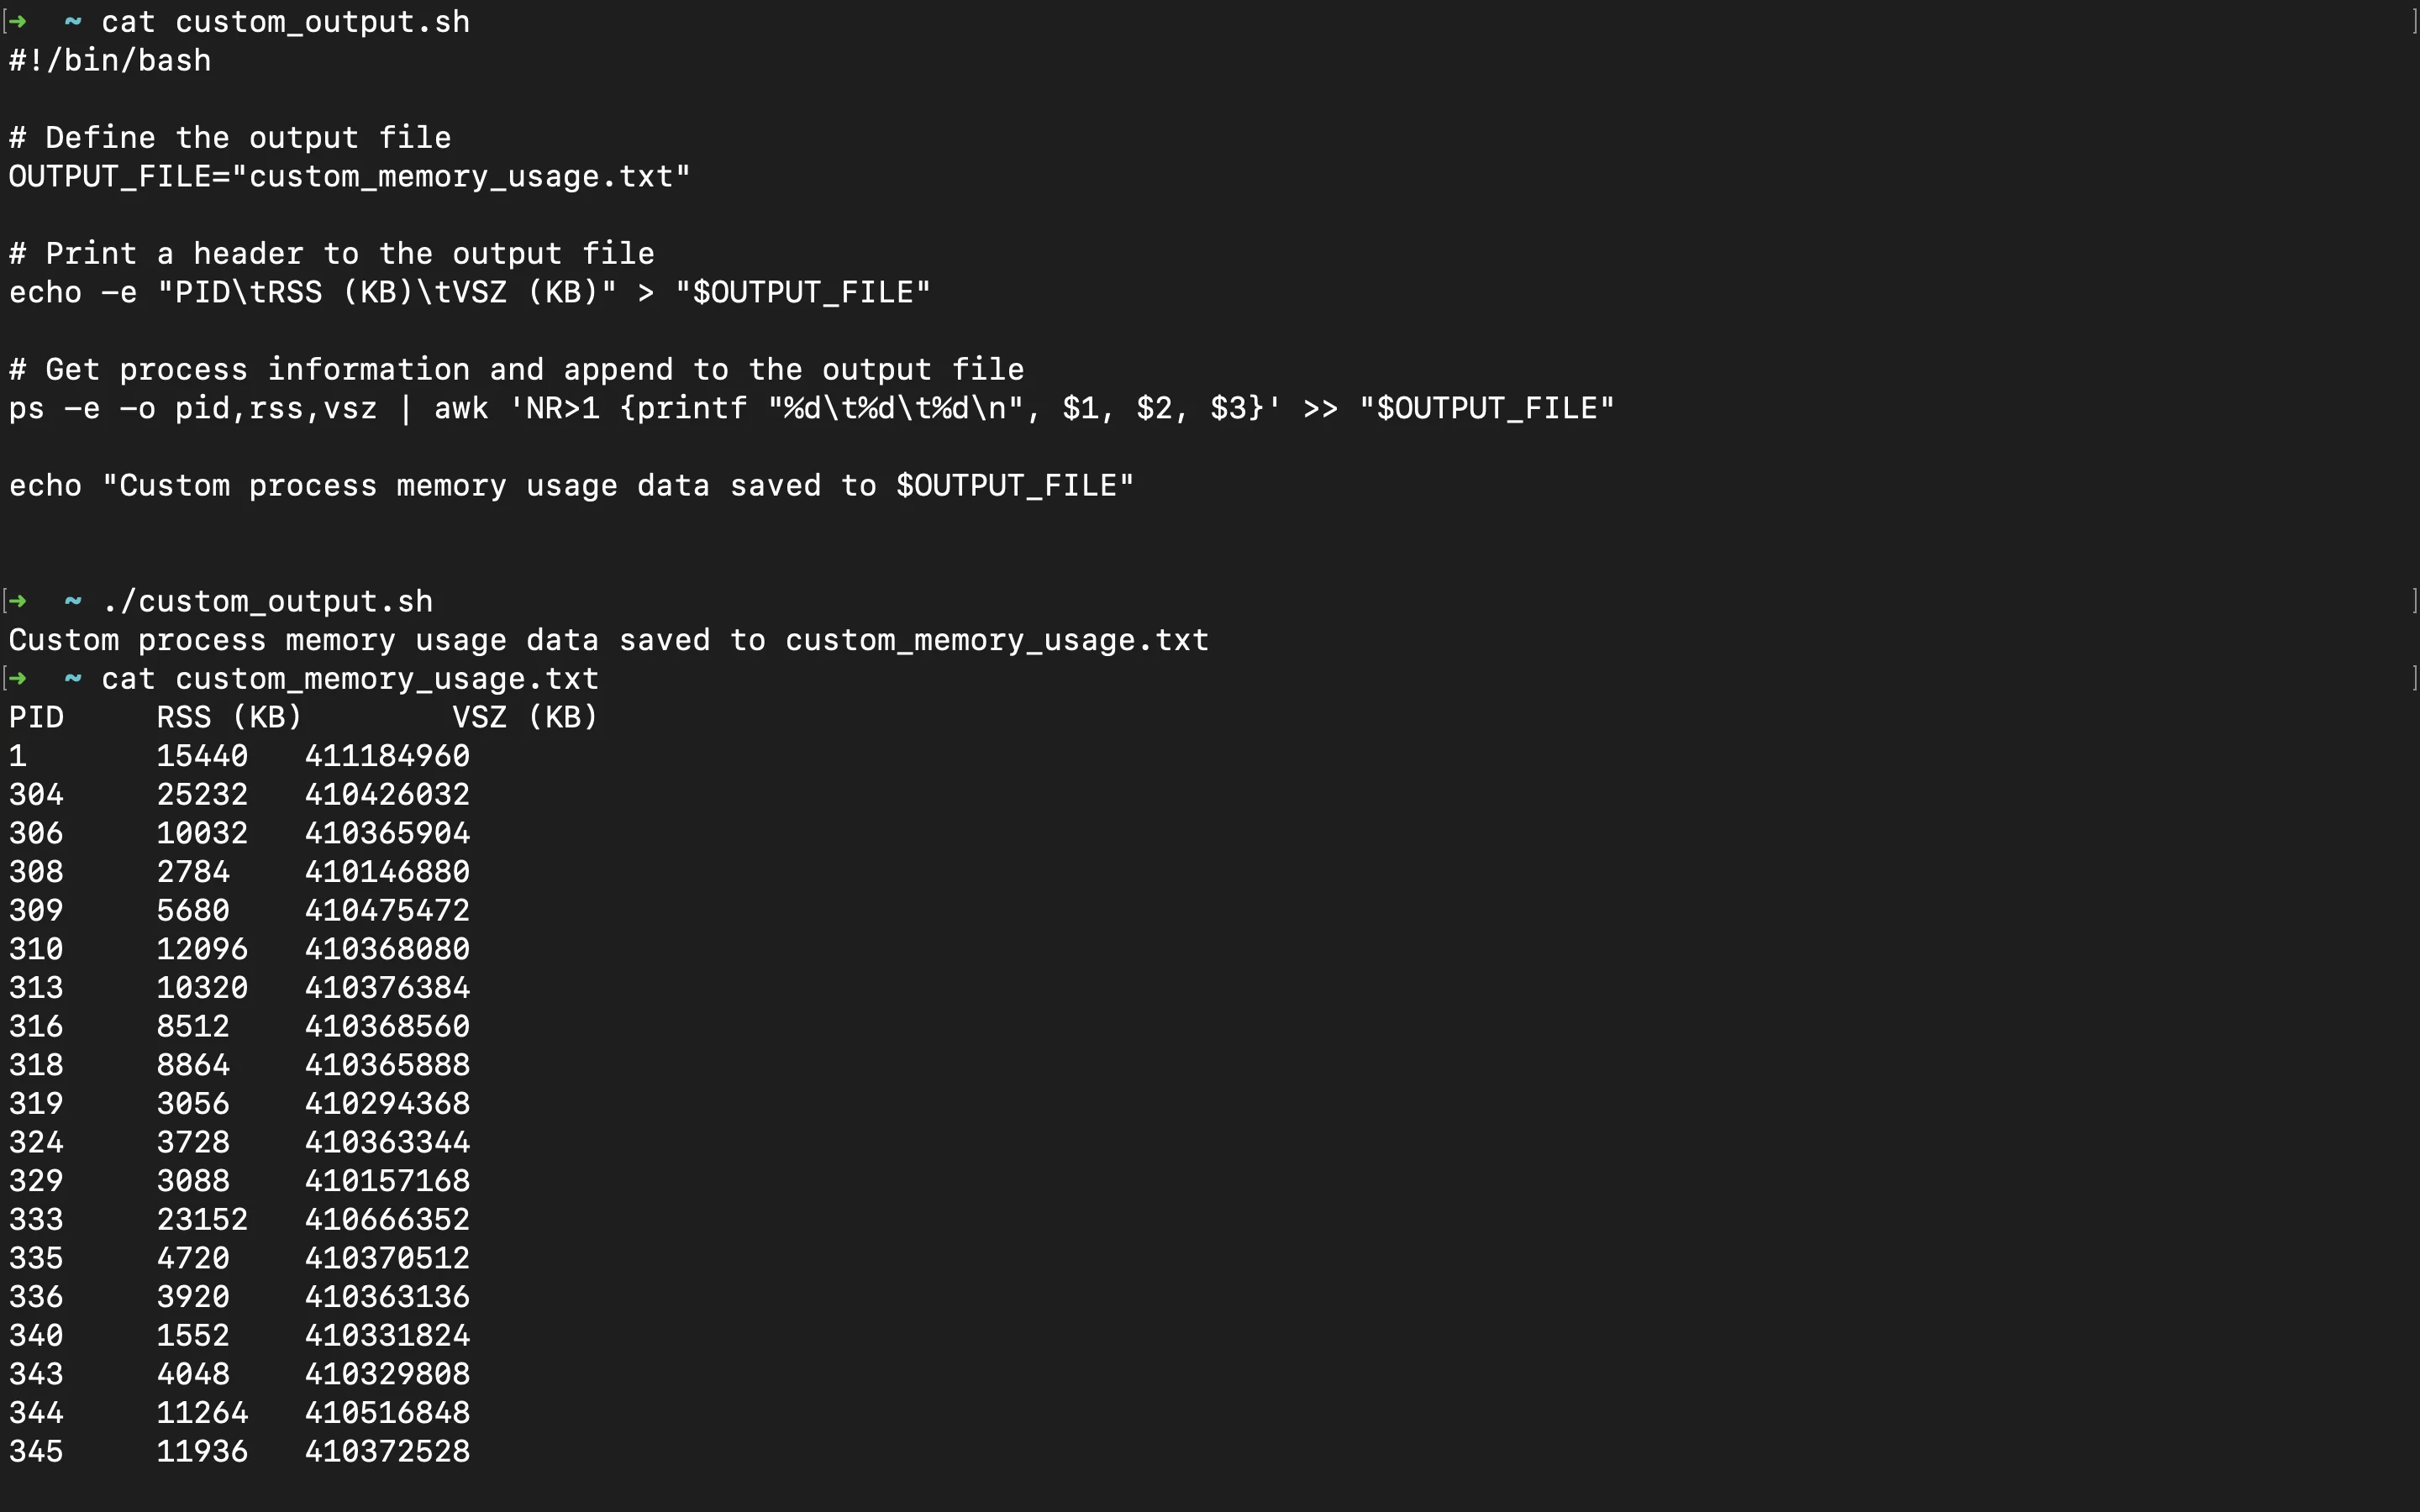 [→  ~ cat custom_output.sh ]
#!/bin/bash

# Define the output file
OUTPUT_FILE="custom_memory_usage.txt"

# Print a header to the output file
echo -e "PID\tRSS (KB)\tVSZ (KB)" > "$OUTPUT_FILE"

# Get process information and append to the output file
ps -e -o pid,rss,vsz | awk 'NR>1 {printf "%d\t%d\t%d\n", $1, $2, $3}' >> "$OUTPUT_FILE"

echo "Custom process memory usage data saved to $OUTPUT_FILE"

[→  ~ ./custom_output.sh ]
Custom process memory usage data saved to custom_memory_usage.txt
[→  ~ cat custom_memory_usage.txt ]
PID     RSS (KB)        VSZ (KB)
1       15440   411184960
304     25232   410426032
306     10032   410365904
308     2784    410146880
309     5680    410475472
310     12096   410368080
313     10320   410376384
316     8512    410368560
318     8864    410365888
319     3056    410294368
324     3728    410363344
329     3088    410157168
333     23152   410666352
335     4720    410370512
336     3920    410363136
340     1552    410331824
343     4048    410329808
344     11264   410516848
345     11936   410372528